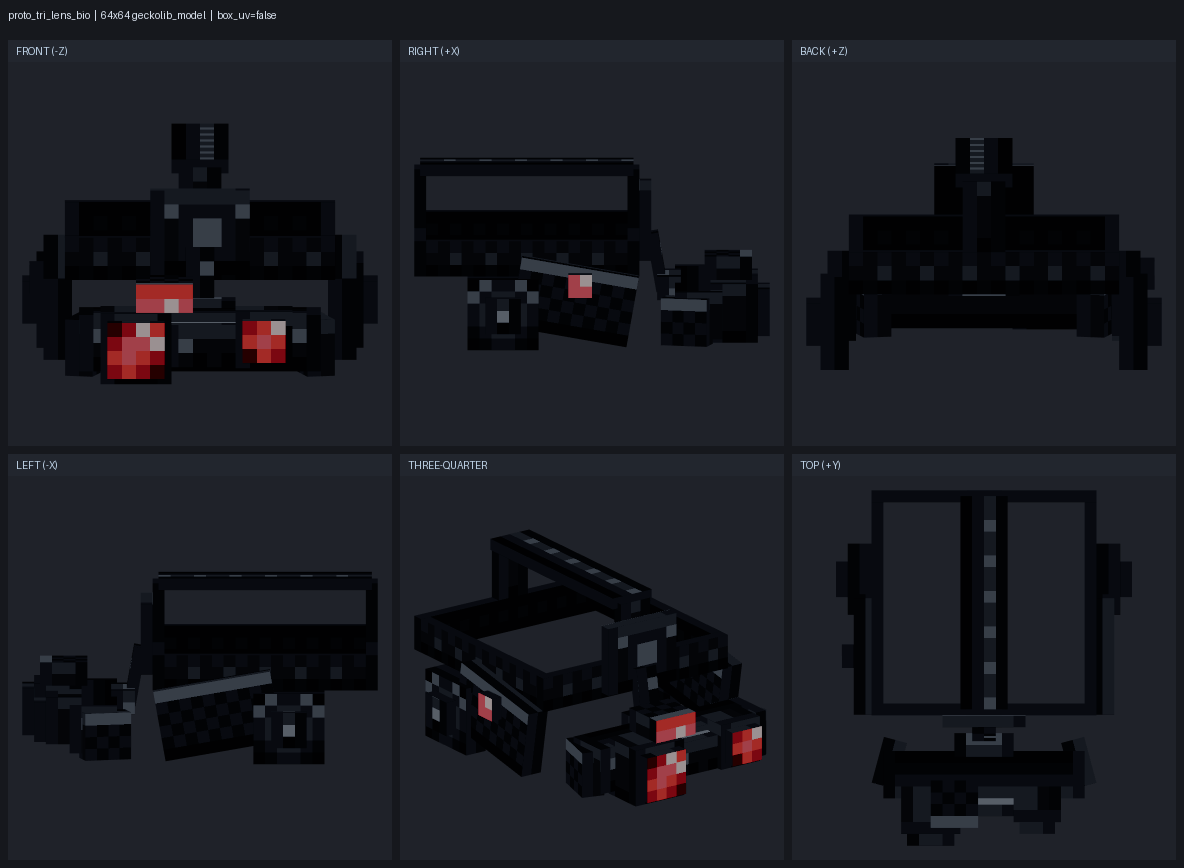 proto_tri_lens_bio | 64x64 geckolib_model | box_uv=false
FRONT (-Z)
RIGHT (+X)
BACK (+Z)
LEFT (-X)
THREE-QUARTER
TOP (+Y)